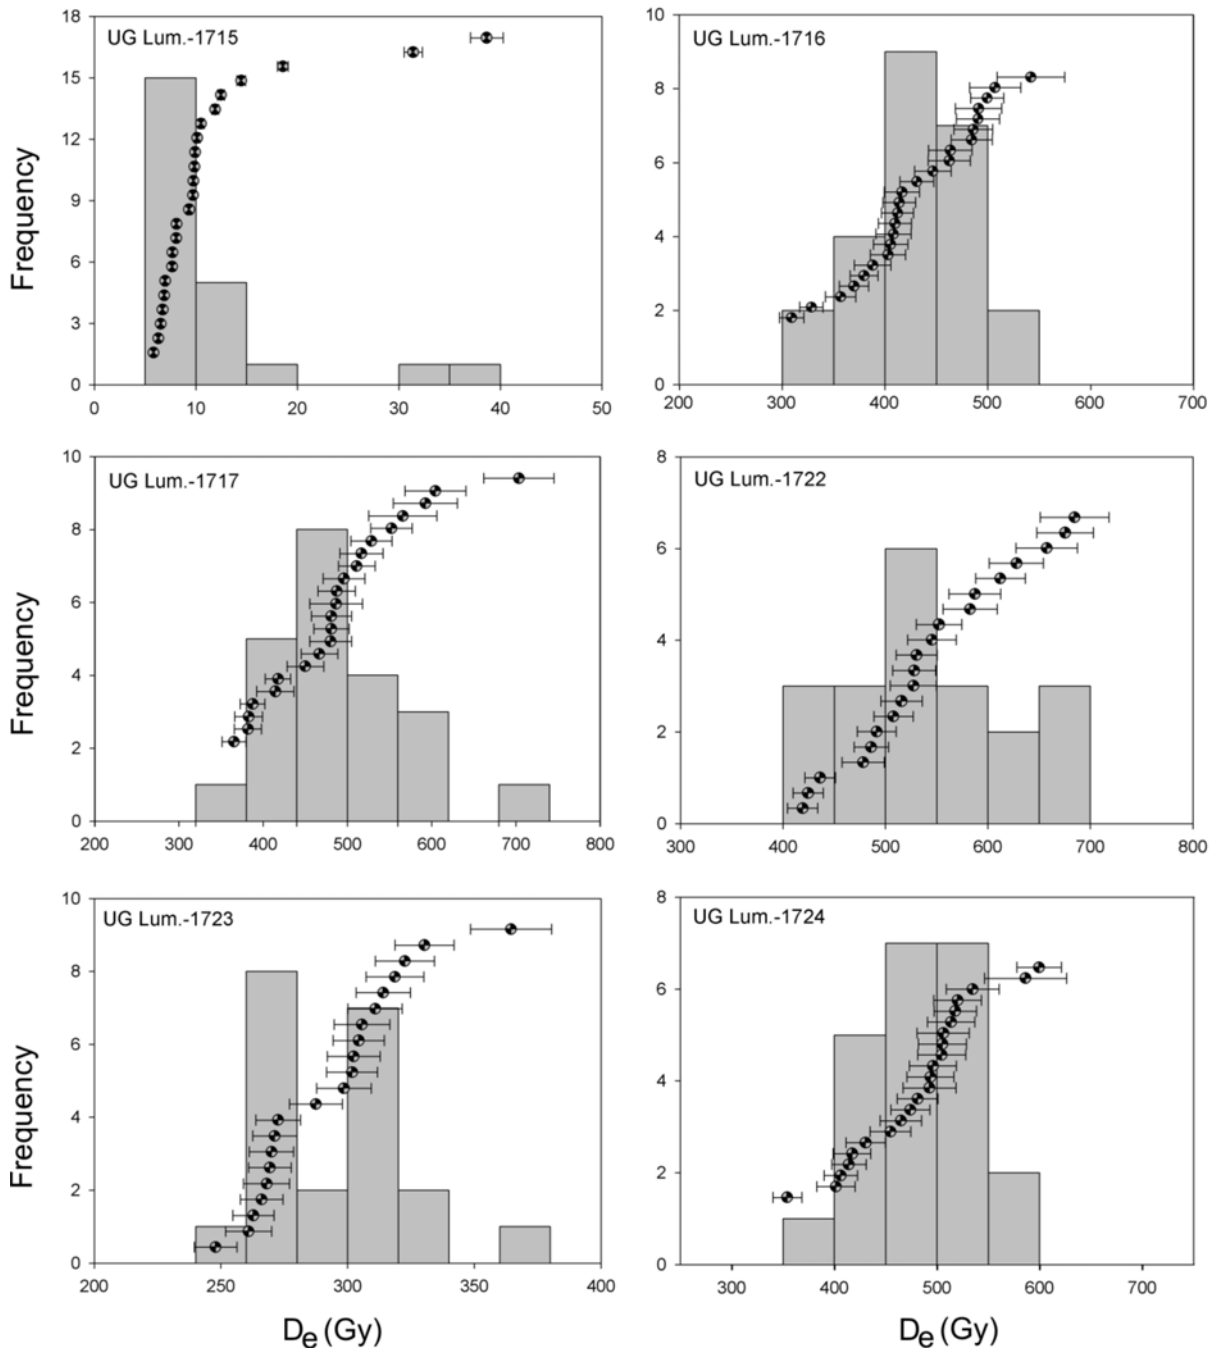 UG Lum.-1715
18
15
12
9
6
3
0
0 10 20 30 40 50
Frequency
UG Lum.-1716
10
8
6
4
2
0
200 300 400 500 600 700
UG Lum.-1717
10
8
6
4
2
0
200 300 400 500 600 700 800
Frequency
UG Lum.-1722
8
6
4
2
0
300 400 500 600 700 800
UG Lum.-1723
10
8
6
4
2
0
200 250 300 350 400
Frequency
De (Gy)
UG Lum.-1724
8
6
4
2
0
300 400 500 600 700
De (Gy)